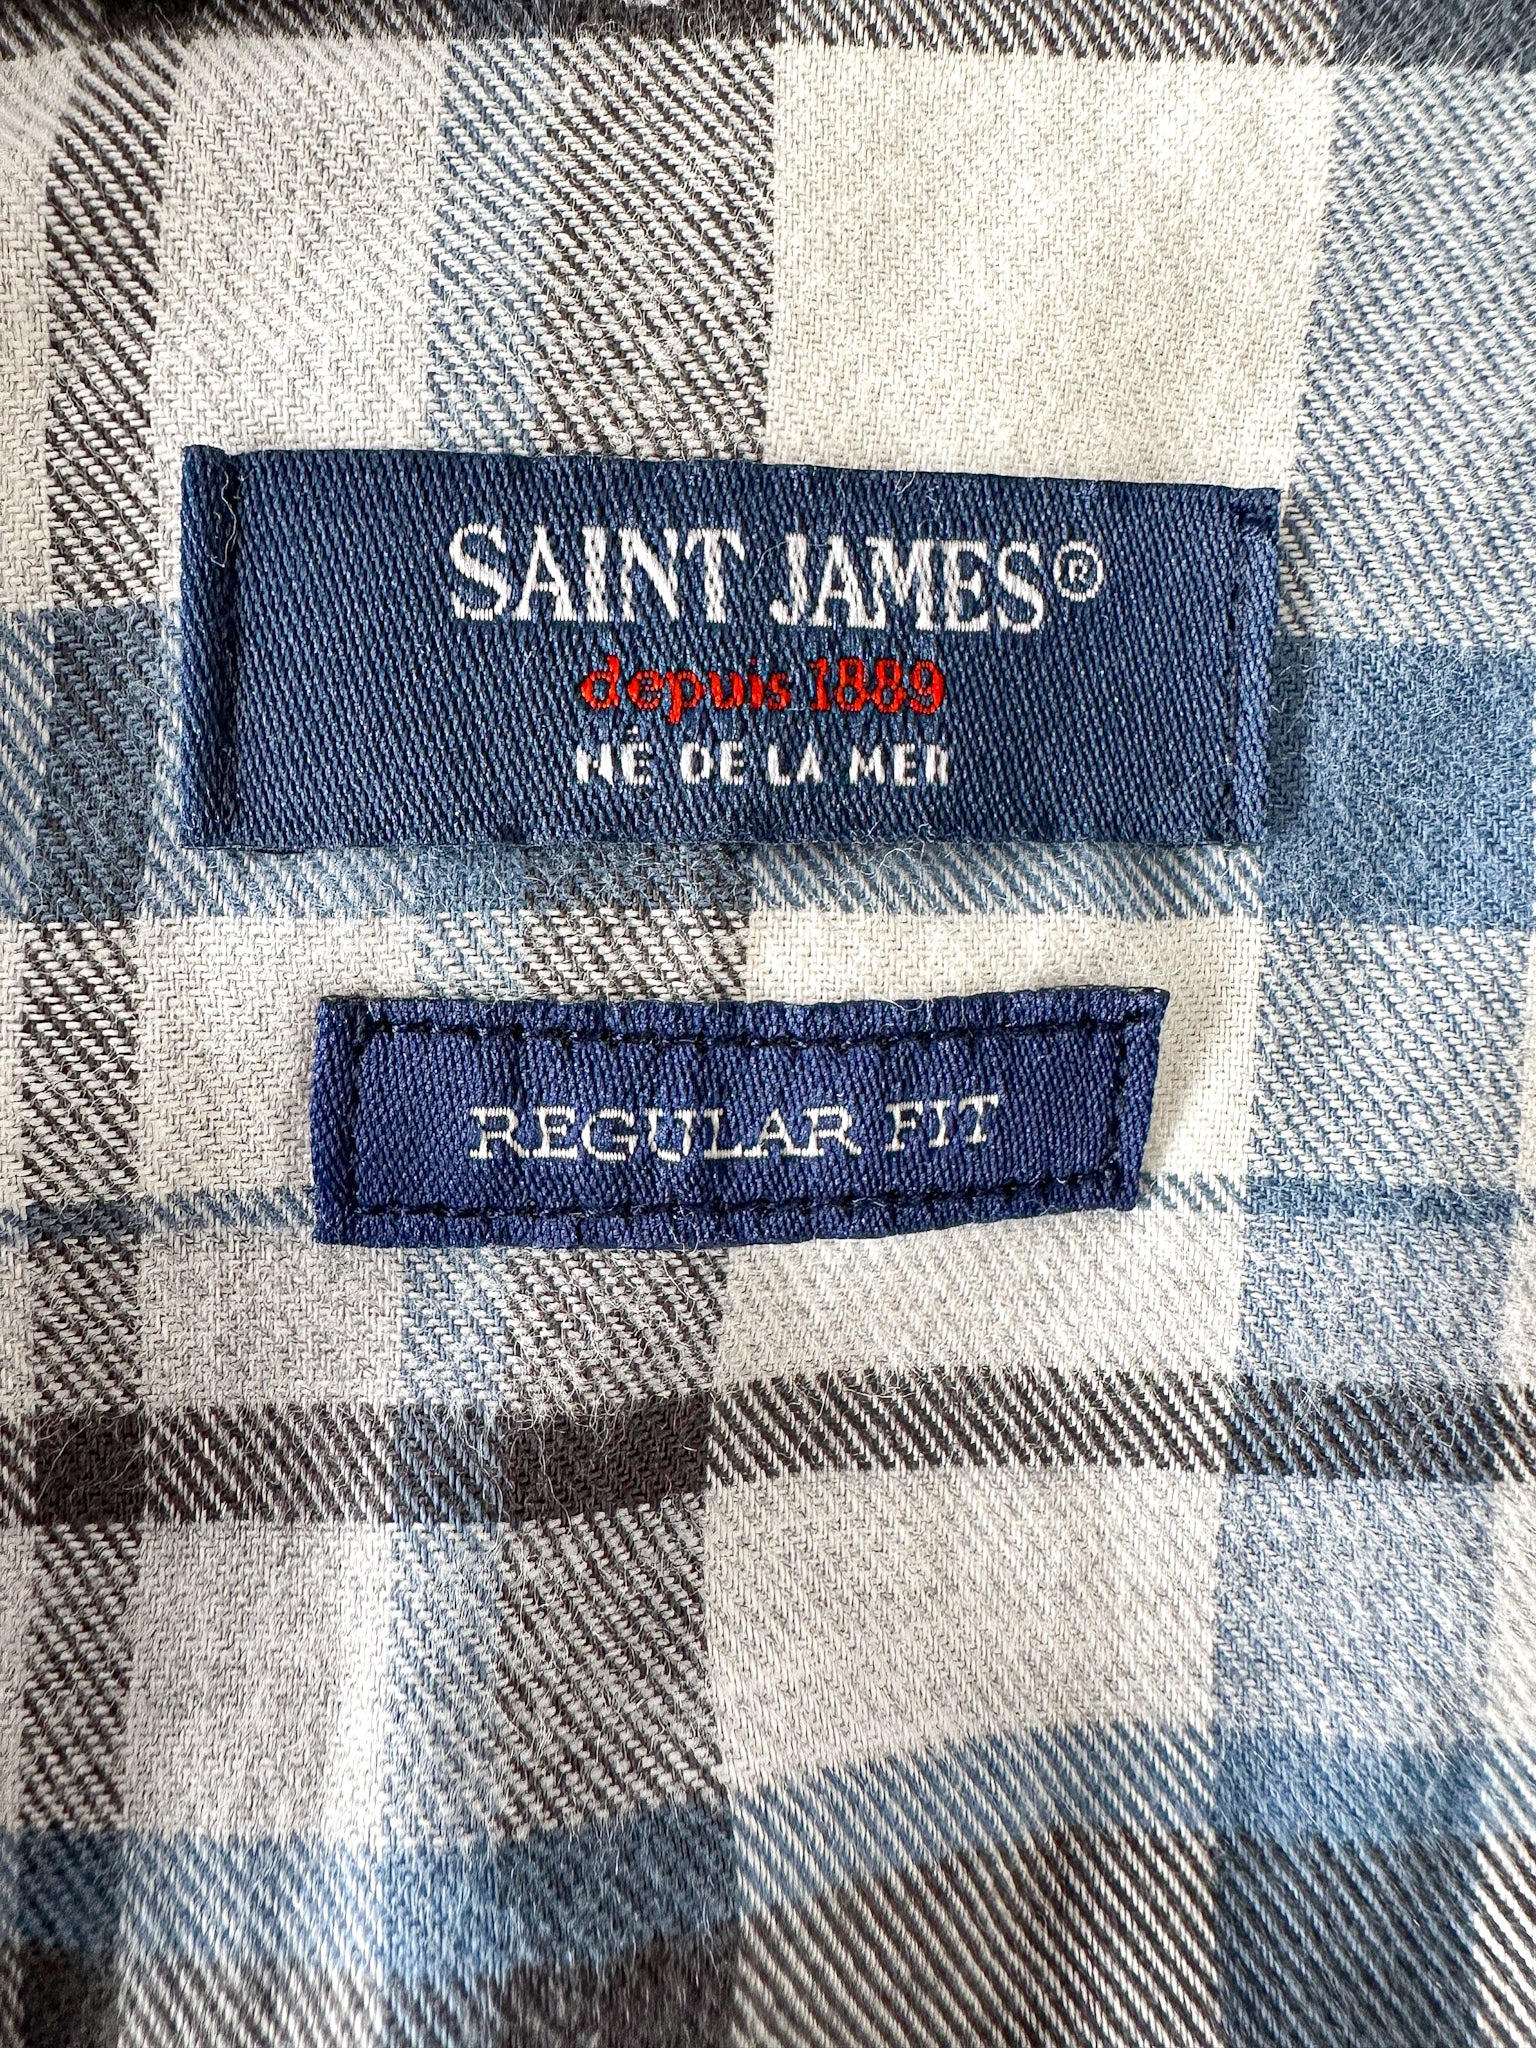 SAINT JAMES®
depuis 1889
NÉ DE LA MER
REGULAR FIT